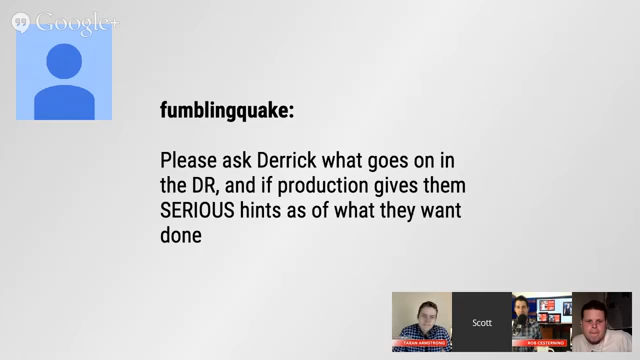 Google+
fumblingquake:
Please ask Derrick what goes on in
the DR, and if production gives them
SERIOUS hints as of what they want
done
Scott
TARAN ARMSTRONG
ROB CESTERNINO